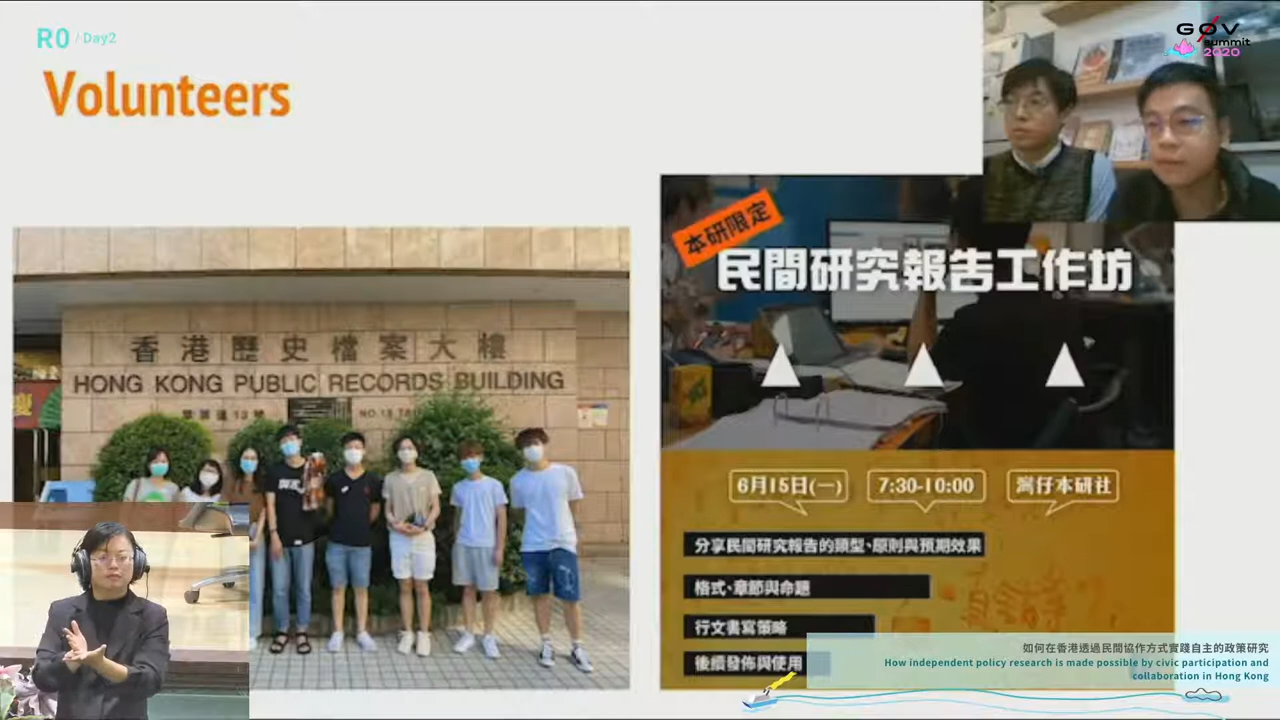 R0 / Day2
GØV
summit
2020
Volunteers
香港歷史檔案大樓
HONG KONG PUBLIC RECORDS BUILDING
本研限定
民間研究報告工作坊
6月15日(一)
7:30-10:00
灣仔本研社
分享民間研究報告的類型、原則與預期效果
格式、章節與命題
行文書寫策略
後續發佈與使用
如何在香港透過民間協作方式實踐自主的政策研究
How independent policy research is made possible by civic participation and
collaboration in Hong Kong